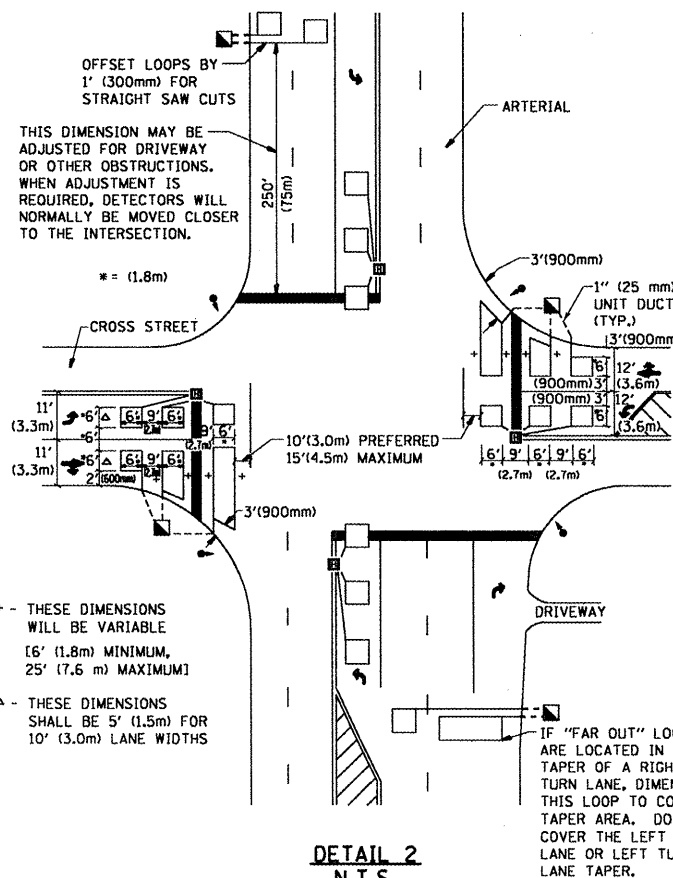 OFFSET LOOPS BY
1' (300mm) FOR
STRAIGHT SAW CUTS
ARTERIAL
THIS DIMENSION MAY BE
ADJUSTED FOR DRIVEWAY
OR OTHER OBSTRUCTIONS.
WHEN ADJUSTMENT IS
REQUIRED, DETECTORS WILL
NORMALLY BE MOVED CLOSER
TO THE INTERSECTION.
250'
(75m)
* = (1.8m)
3'(900mm)
1" (25 mm)
UNIT DUCT
(TYP.)
CROSS STREET
3'(900mm)
*6'
12'
(3.6m)
(900mm) 3'
(900mm) 3'
12'
*6'
(3.6m)
11'
(3.3m)
*6'
6' 9' 6'
*6'
9' 6'
(2.7m)
11'
(3.3m)
*6'
6' 9' 6'
2' (600mm)
10'(3.0m) PREFERRED
15'(4.5m) MAXIMUM
6' 9' 6' 9' 6'
(2.7m) (2.7m)
3'(900mm)
- THESE DIMENSIONS
WILL BE VARIABLE
[6' (1.8m) MINIMUM,
25' (7.6 m) MAXIMUM]
DRIVEWAY
- THESE DIMENSIONS
SHALL BE 5' (1.5m) FOR
10' (3.0m) LANE WIDTHS
IF "FAR OUT" LOO
ARE LOCATED IN
TAPER OF A RIGH
TURN LANE, DIMEN
THIS LOOP TO CO
TAPER AREA. DO
COVER THE LEFT
LANE OR LEFT TU
LANE TAPER.
DETAIL 2
N.T.S.